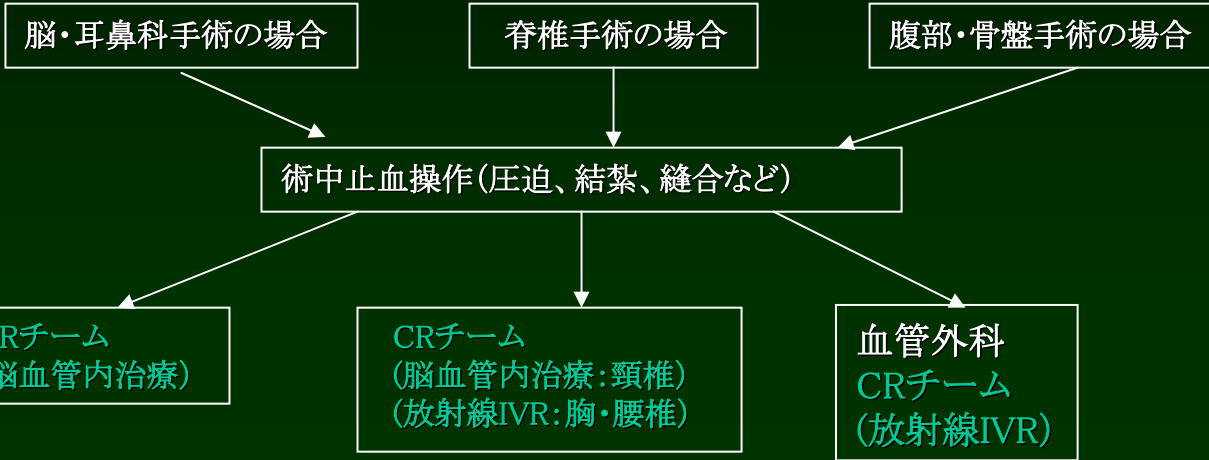 脳・耳鼻科手術の場合
脊椎手術の場合
腹部・骨盤手術の場合
術中止血操作（圧迫、結紮、縫合など）
Rチーム
脳血管内治療）
CRチーム
（脳血管内治療：頸椎）
（放射線IVR：胸・腰椎）
血管外科
CRチーム
（放射線IVR）